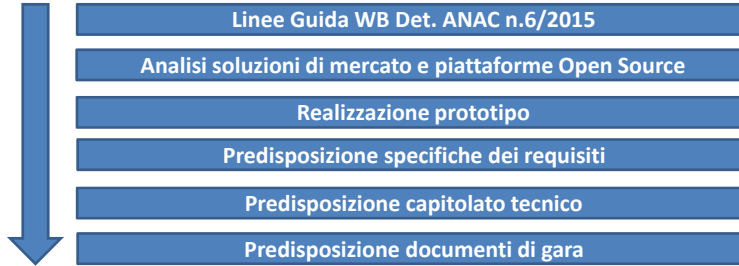 Linee Guida WB Det. ANAC n.6/2015
Analisi soluzioni di mercato e piattaforme Open Source
Realizzazione prototipo
Predisposizione specifiche dei requisiti
Predisposizione capitolato tecnico
Predisposizione documenti di gara